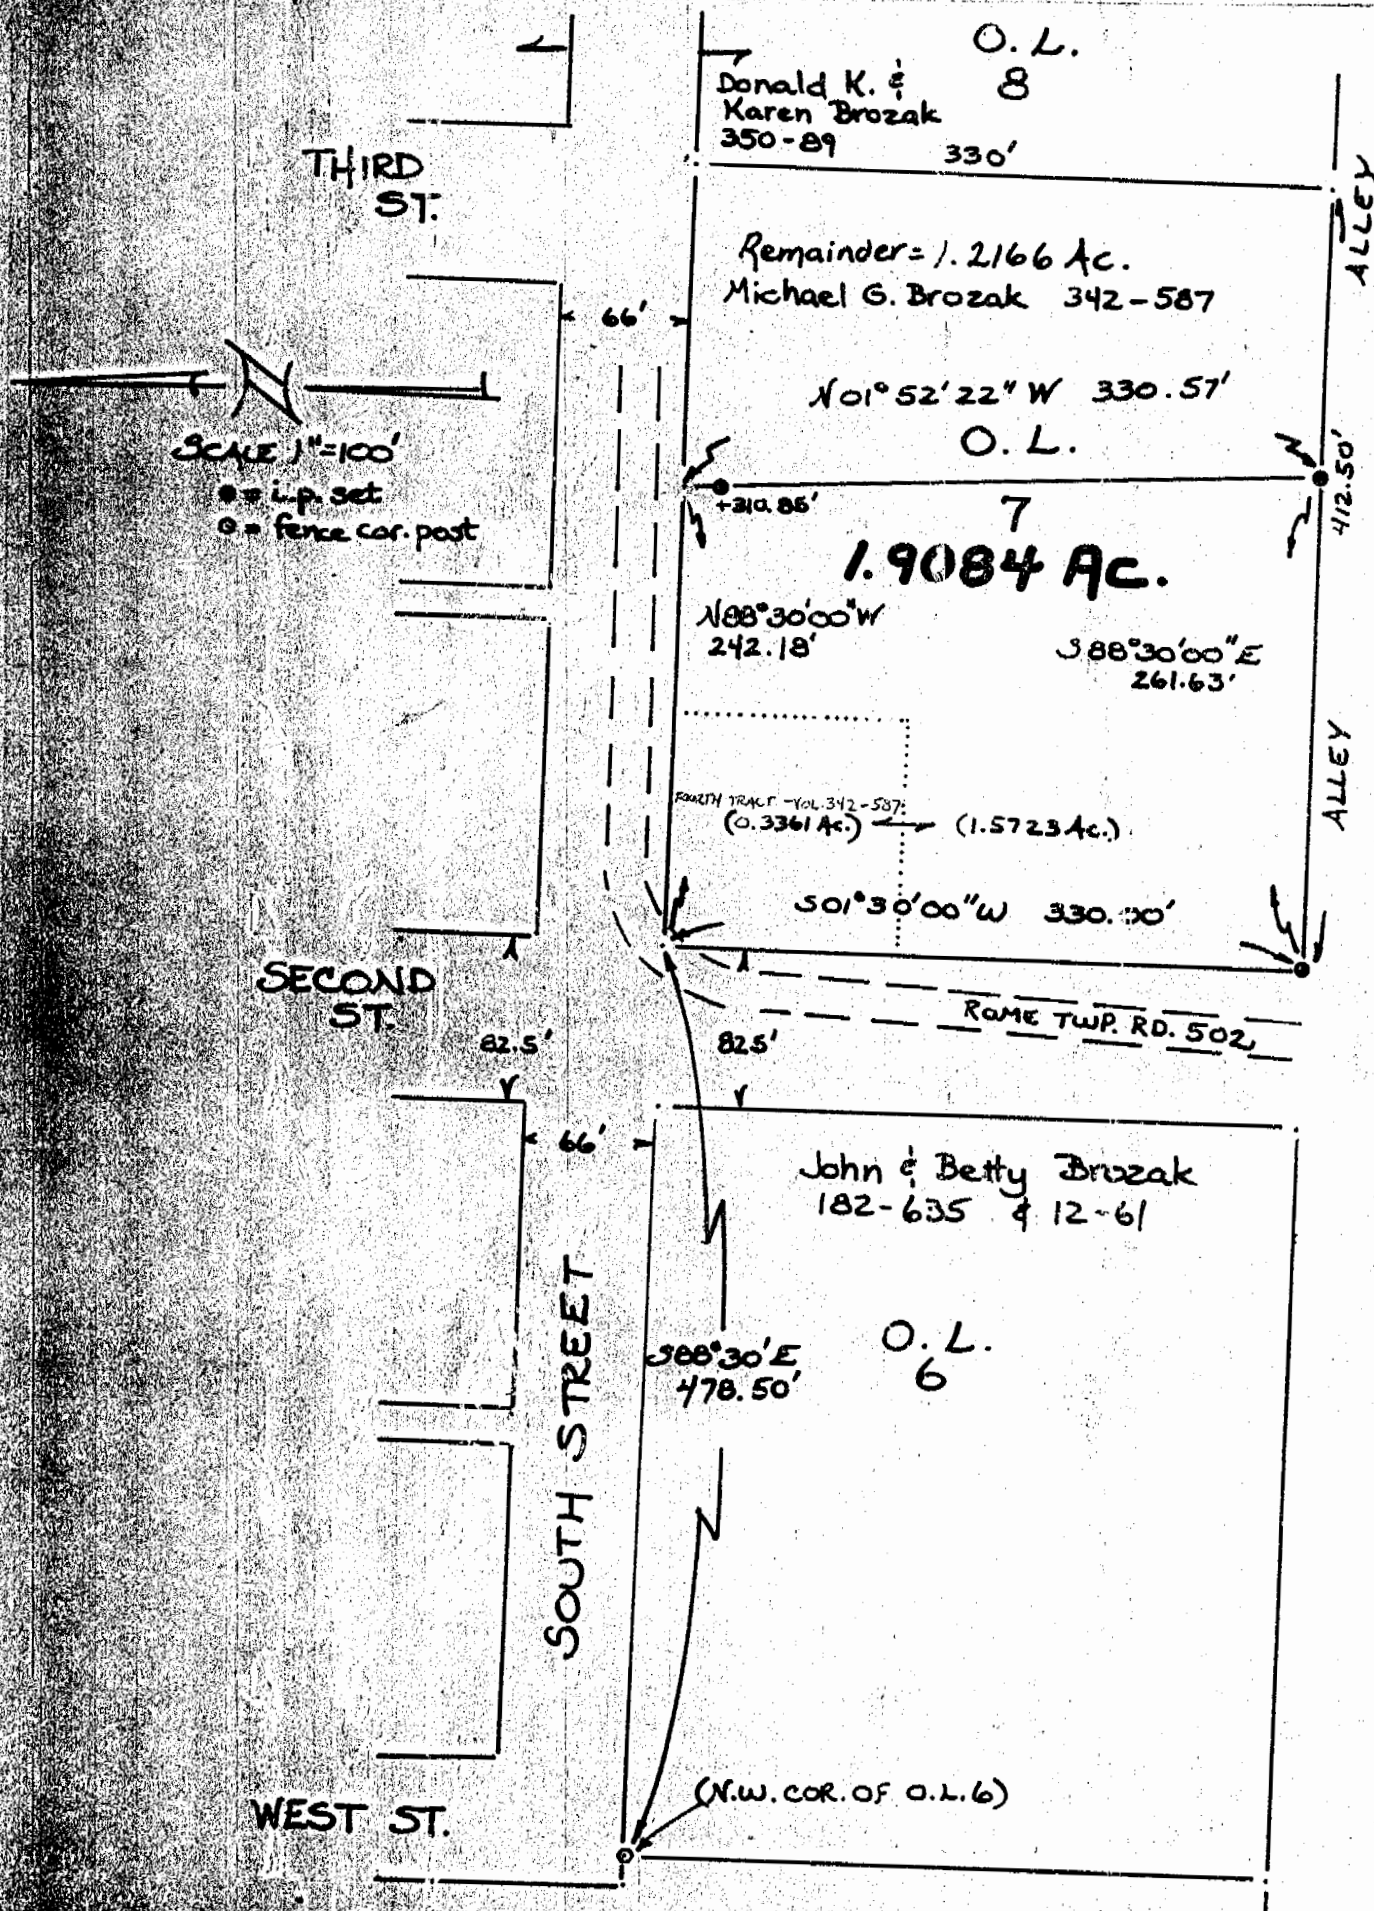 O. L.
8
Donald K. &
Karen Brozak
350-89
330'
THIRD
ST.
ALLEY
Remainder = 1.2166 Ac.
Michael G. Brozak 342-587
66'
N 01° 52' 22" W 330.57'
N
SCALE 1"=100'
● = i.p. set
⊙ = fence cor. post
O. L.
7
+310.85'
412.50'
1.9084 Ac.
N88°30'00"W
242.18'
S88°30'00"E
261.63'
ALLEY
FOURTH TRACT - VOL. 342-587
(0.3361 Ac.) (1.5723 Ac.)
S01°30'00"W 330.00'
SECOND
ST.
ROME TWP. RD. 502
82.5'
825'
66'
John & Betty Brozak
182-635 & 12-61
SOUTH STREET
S88°30'E
478.50'
O. L.
6
(N.W. COR. OF O.L. 6)
WEST ST.